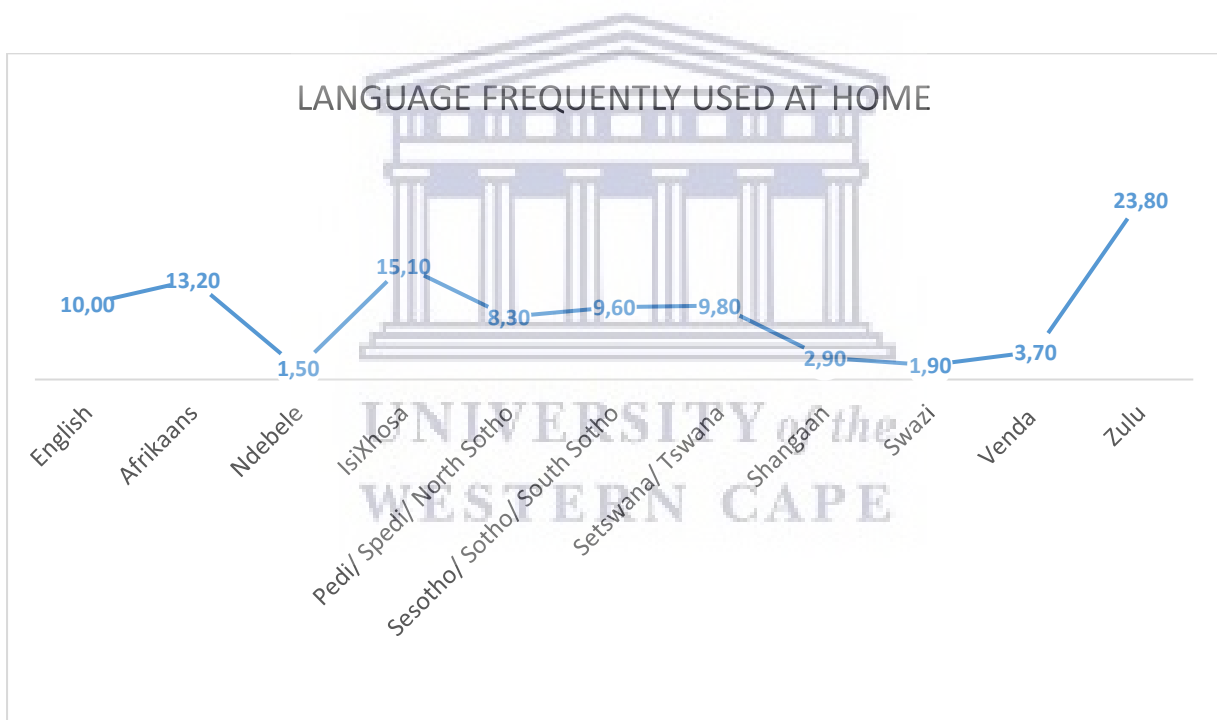 LANGUAGE FREQUENTLY USED AT HOME
23,80
15,10
13,20
10,00
9,80
9,60
8,30
3,70
2,90
1,90
1,50
English
Afrikaans
Ndebele
IsiXhosa
Pedi/ Spedi/ North Sotho
Sesotho/ Sotho/ South Sotho
Setswana/ Tswana
Shangaan
Swazi
Venda
Zulu
UNIVERSITY of the
WESTERN CAPE